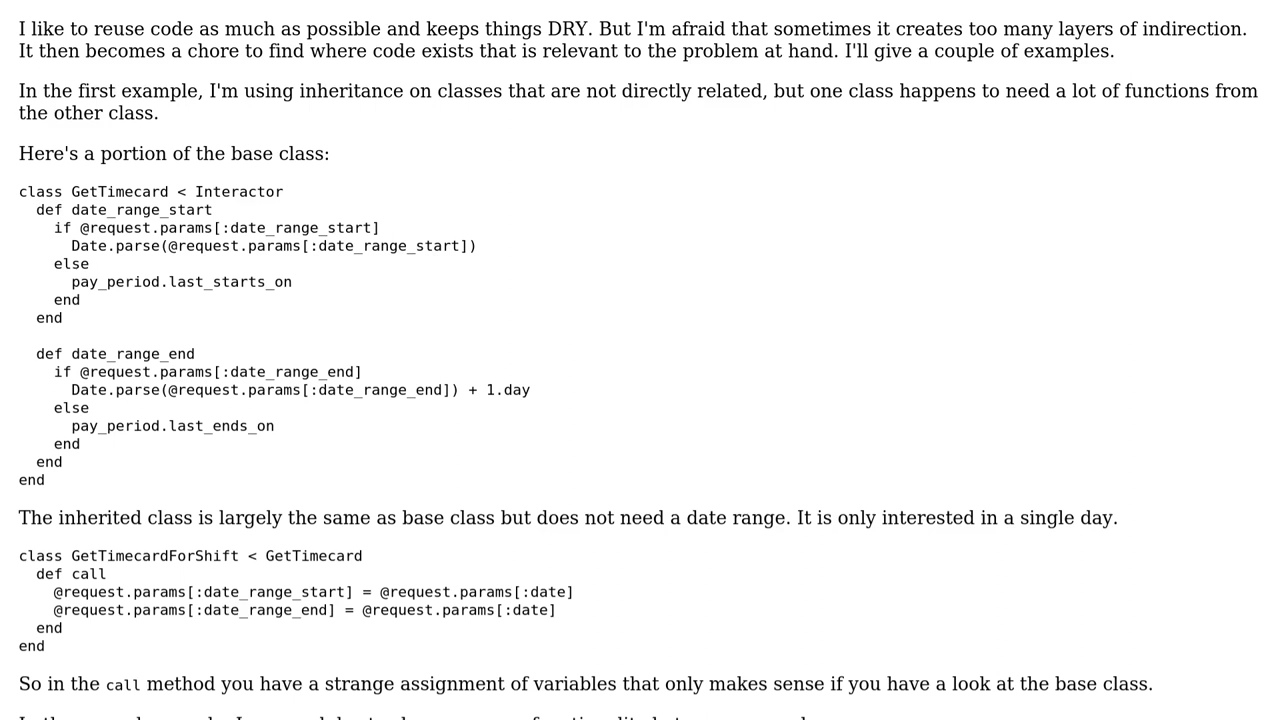 I like to reuse code as much as possible and keeps things DRY. But I'm afraid that sometimes it creates too many layers of indirection.
It then becomes a chore to find where code exists that is relevant to the problem at hand. I'll give a couple of examples.
In the first example, I'm using inheritance on classes that are not directly related, but one class happens to need a lot of functions from
the other class.
Here's a portion of the base class:
class GetTimecard < Interactor
  def date_range_start
    if @request.params[:date_range_start]
      Date.parse(@request.params[:date_range_start])
    else
      pay_period.last_starts_on
    end
  end
  def date_range_end
    if @request.params[:date_range_end]
      Date.parse(@request.params[:date_range_end]) + 1.day
    else
      pay_period.last_ends_on
    end
  end
end
The inherited class is largely the same as base class but does not need a date range. It is only interested in a single day.
class GetTimecardForShift < GetTimecard
  def call
    @request.params[:date_range_start] = @request.params[:date]
    @request.params[:date_range_end] = @request.params[:date]
  end
end
So in the call method you have a strange assignment of variables that only makes sense if you have a look at the base class.